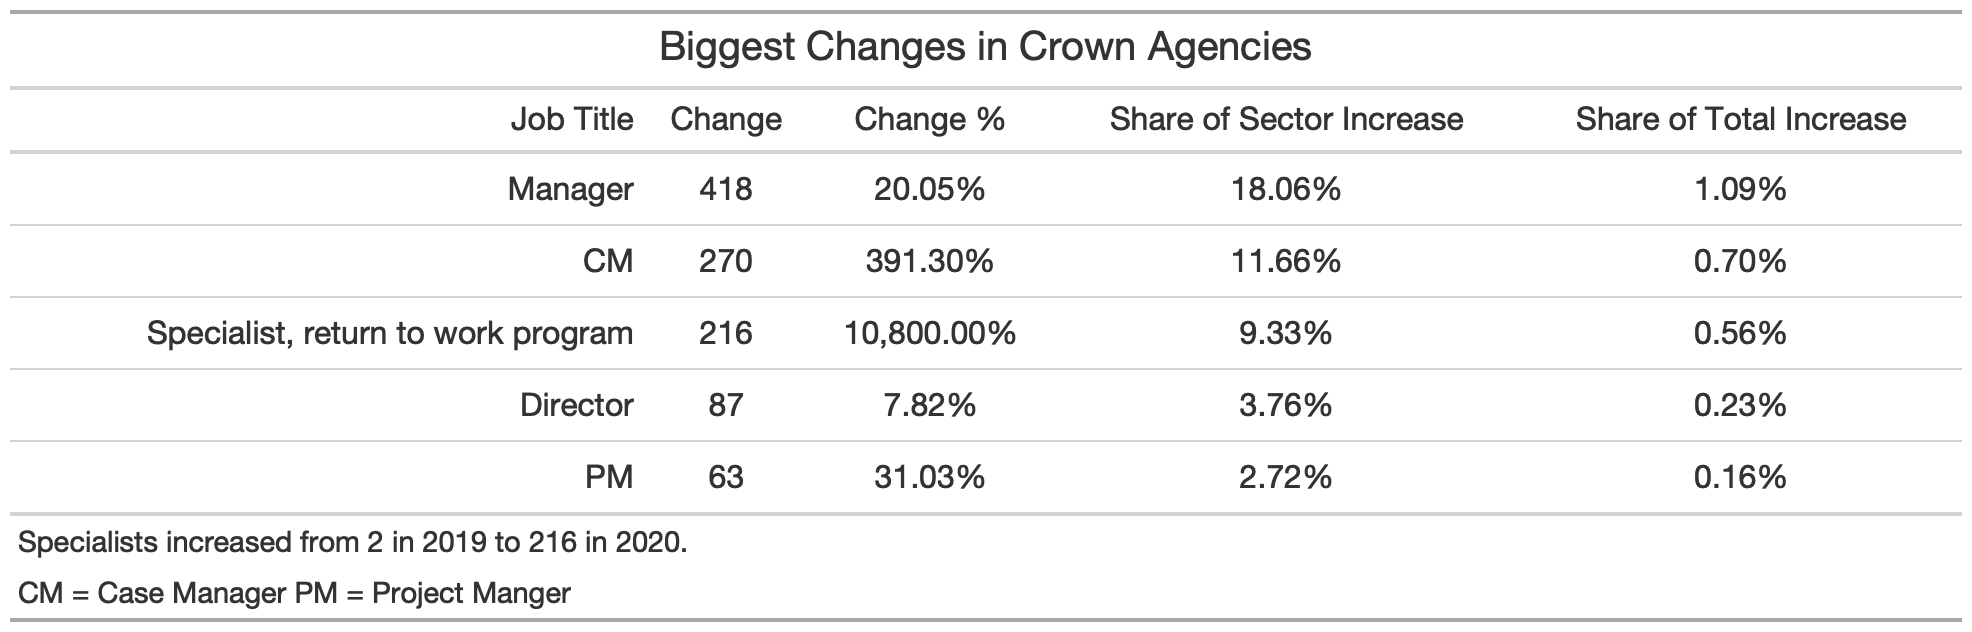 Biggest Changes in Crown Agencies
Job Title Change Change % Share of Sector Increase Share of Total Increase
Manager 418 20.05% 18.06% 1.09%
CM 270 391.30% 11.66% 0.70%
Specialist, return to work program 216 10,800.00% 9.33% 0.56%
Director 87 7.82% 3.76% 0.23%
PM 63 31.03% 2.72% 0.16%
Specialists increased from 2 in 2019 to 216 in 2020.
CM = Case Manager PM = Project Manger